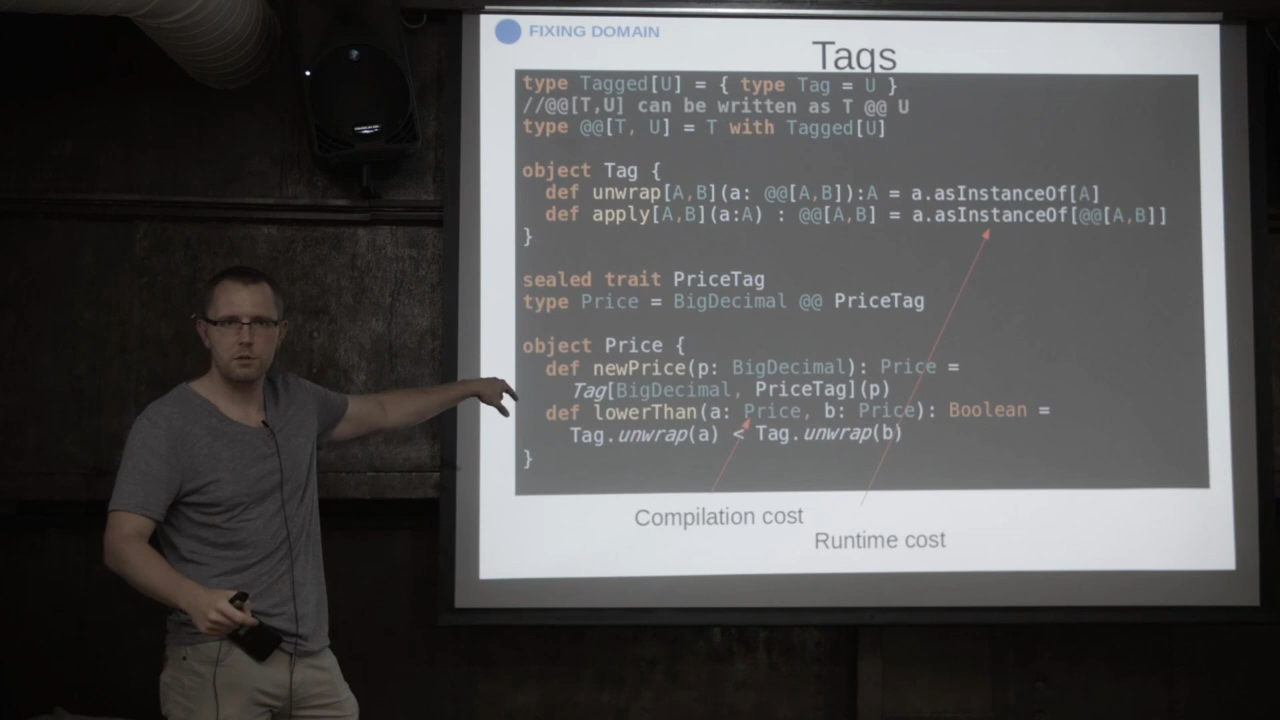 FIXING DOMAIN
Tags
type Tagged[U] = { type Tag = U }
//@@[T,U] can be written as T @@ U
type @@[T, U] = T with Tagged[U]
object Tag {
def unwrap[A,B](a: @@[A,B]):A = a.asInstanceOf[A]
def apply[A,B](a:A) : @@[A,B] = a.asInstanceOf[@@[A,B]]
}
sealed trait PriceTag
type Price = BigDecimal @@ PriceTag
object Price {
def newPrice(p: BigDecimal): Price =
Tag[BigDecimal, PriceTag](p)
def lowerThan(a: Price, b: Price): Boolean =
Tag.unwrap(a) < Tag.unwrap(b)
}
Compilation cost
Runtime cost